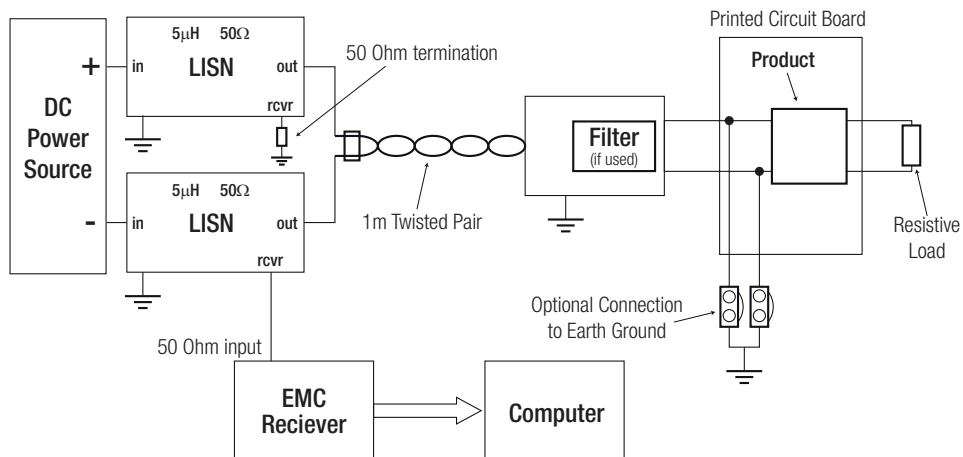 Printed Circuit Board
5µH 50Ω
LISN
in
out
rcvr
50 Ohm termination
+
DC
Power
Source
-
Product
Filter
(if used)
5µH 50Ω
LISN
in
out
rcvr
1m Twisted Pair
Resistive
Load
Optional Connection
to Earth Ground
50 Ohm input
EMC
Reciever
Computer